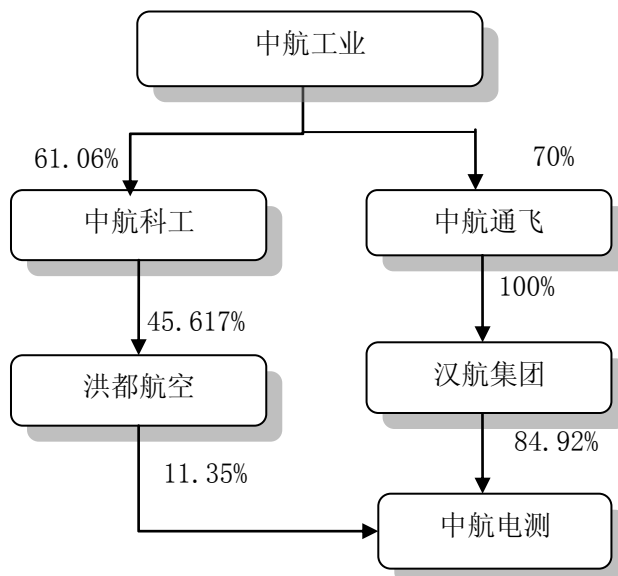 中航工业
61.06%
70%
中航科工
中航通飞
100%
45.617%
洪都航空
汉航集团
84.92%
11.35%
中航电测